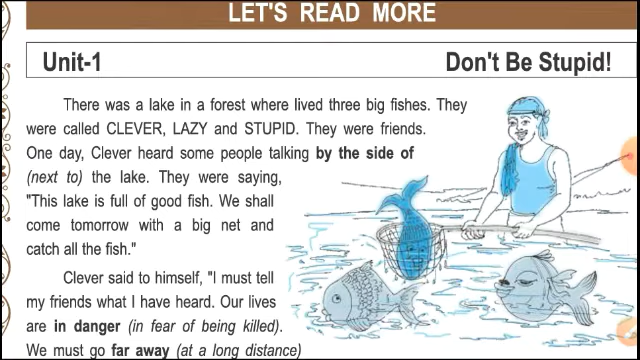 LET'S READ MORE
Unit-1 Don't Be Stupid!
There was a lake in a forest where lived three big fishes. They
were called CLEVER, LAZY and STUPID. They were friends.
One day, Clever heard some people talking by the side of
(next to) the lake. They were saying,
"This lake is full of good fish. We shall
come tomorrow with a big net and
catch all the fish."
Clever said to himself, "I must tell
my friends what I have heard. Our lives
are in danger (in fear of being killed).
We must go far away (at a long distance)